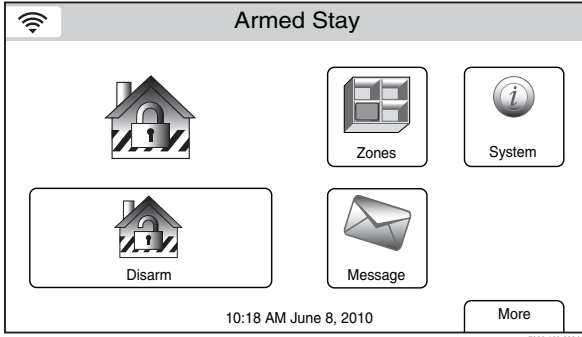 Armed Stay
Zones
System
Disarm
Message
10:18 AM June 8, 2010
More